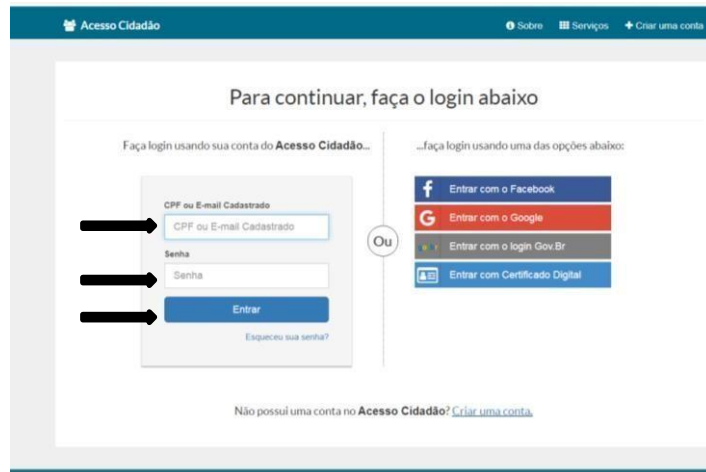 Acesso Cidadão
Sobre Serviços Criar uma conta
Para continuar, faça o login abaixo
Faça login usando sua conta do Acesso Cidadão...
CPF ou E-mail Cadastrado
CPF ou E-mail Cadastrado
Senha
Senha
Entrar
Esqueceu sua senha?
Ou
...faça login usando uma das opções abaixo:
Entrar com o Facebook
Entrar com o Google
Entrar com o login Gov.Br
Entrar com Certificado Digital
Não possui uma conta no Acesso Cidadão? Criar uma conta.